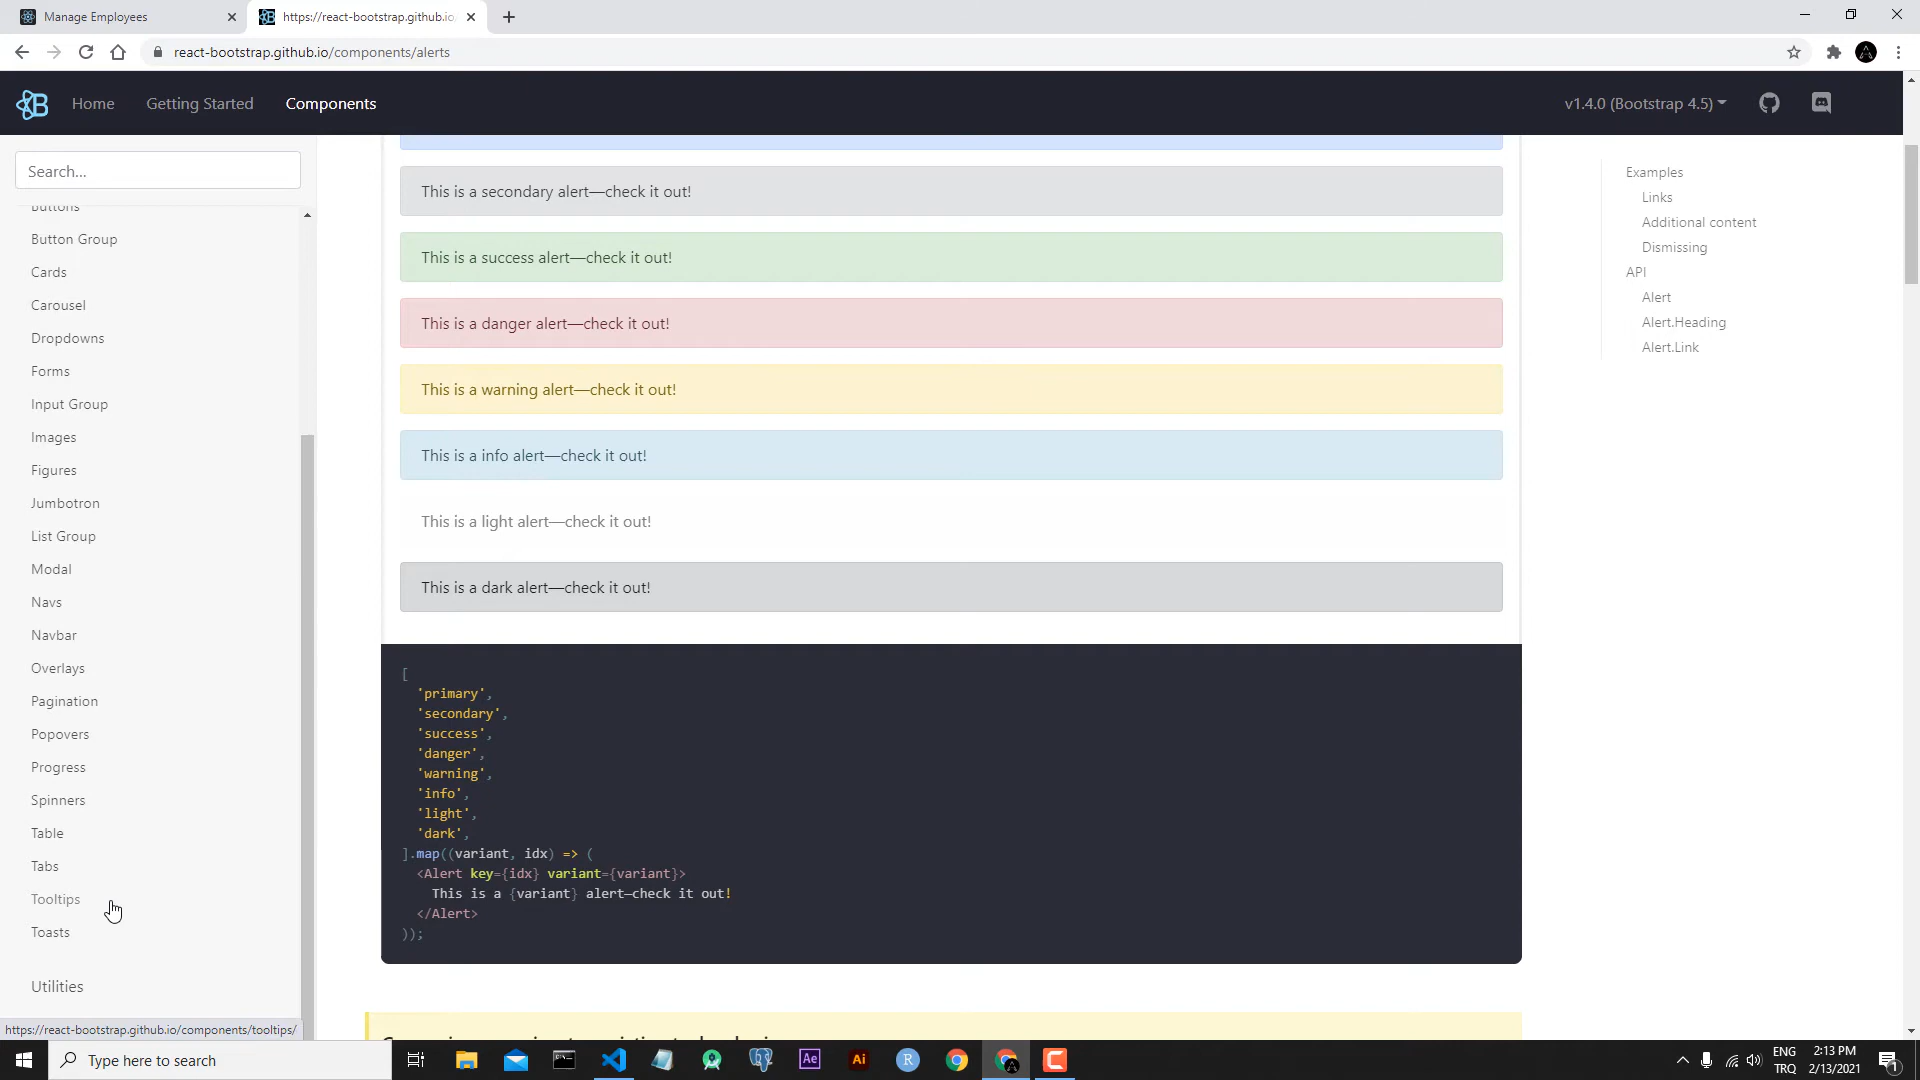 Manage Employees
https://react-bootstrap.github.io
react-bootstrap.github.io/components/alerts
Home
Getting Started
Components
v1.4.0 (Bootstrap 4.5)
Search...
Buttons
Button Group
Cards
Carousel
Dropdowns
Forms
Input Group
Images
Figures
Jumbotron
List Group
Modal
Navs
Navbar
Overlays
Pagination
Popovers
Progress
Spinners
Table
Tabs
Tooltips
Toasts
Utilities
https://react-bootstrap.github.io/components/tooltips/
This is a secondary alert—check it out!
This is a success alert—check it out!
This is a danger alert—check it out!
This is a warning alert—check it out!
This is a info alert—check it out!
This is a light alert—check it out!
This is a dark alert—check it out!
[
'primary',
'secondary',
'success',
'danger',
'warning',
'info',
'light',
'dark',
].map((variant, idx) => (
<Alert key={idx} variant={variant}>
This is a {variant} alert—check it out!
</Alert>
));
Examples
Links
Additional content
Dismissing
API
Alert
Alert.Heading
Alert.Link
Type here to search
Ae
Ai
R
ENG
TRQ
2:13 PM
2/13/2021
1